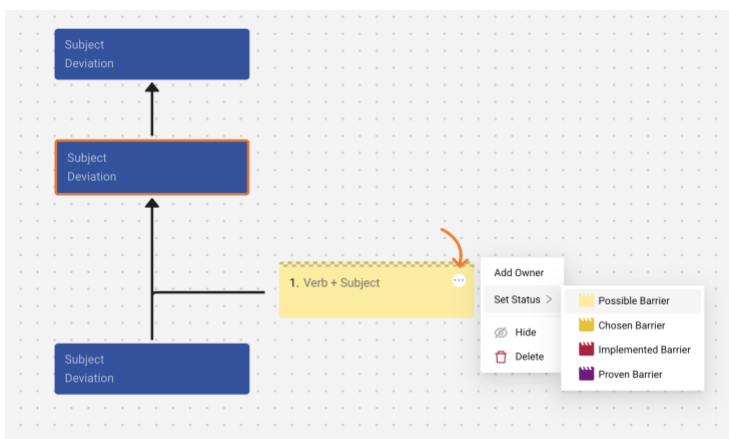 Subject
Deviation
Subject
Deviation
1. Verb + Subject
Add Owner
Set Status >
Hide
Delete
Possible Barrier
Chosen Barrier
Implemented Barrier
Proven Barrier
Subject
Deviation